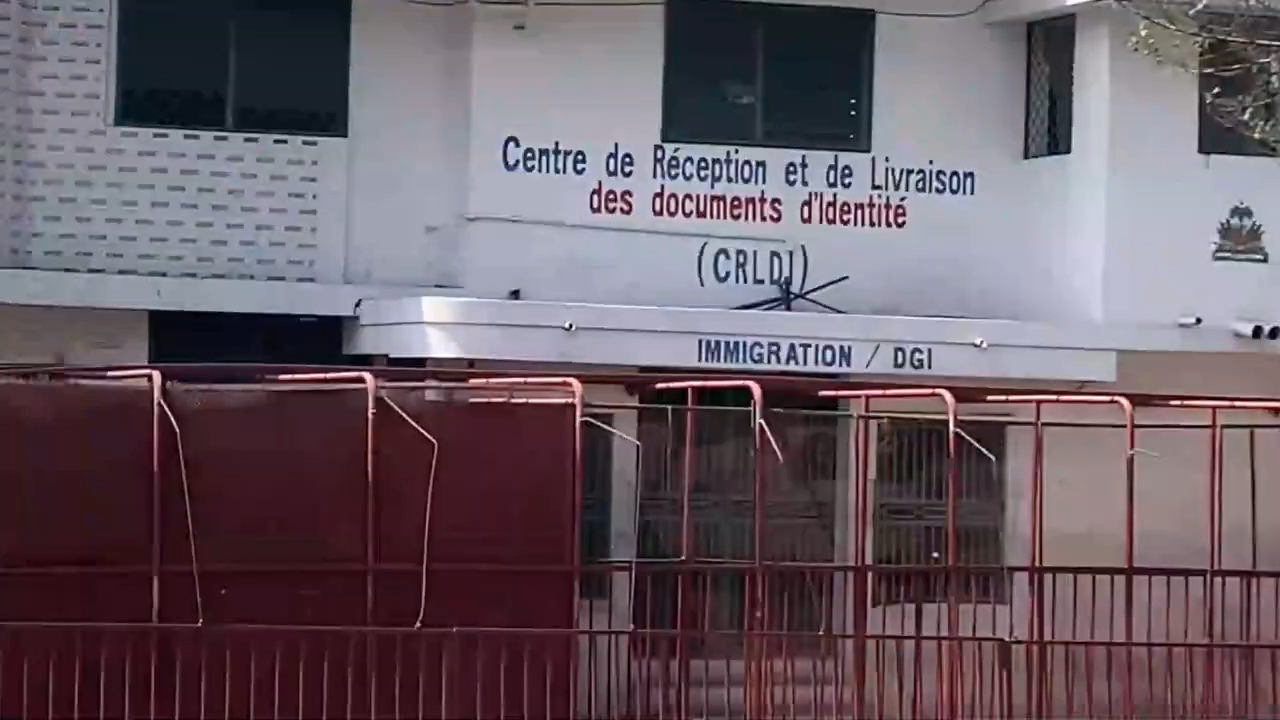 Centre de Réception et de Livraison
des documents d'Identité
(CRLDI)
IMMIGRATION / DGI